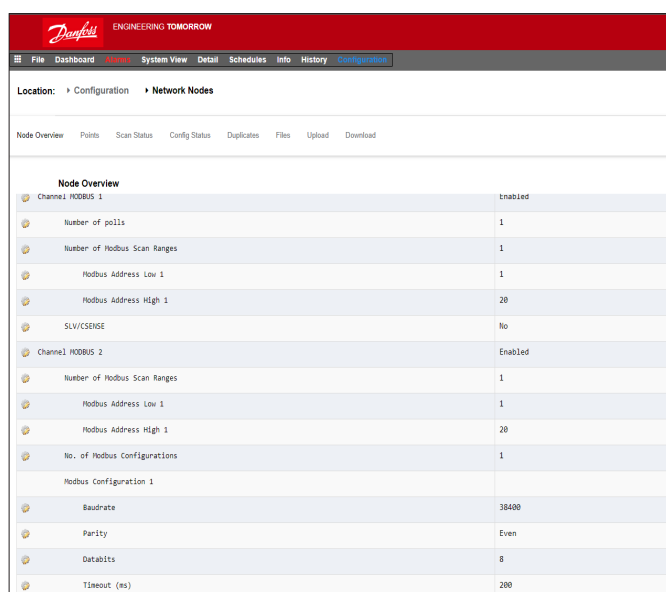 Danfoss ENGINEERING TOMORROW
File Dashboard Alarms System View Detail Schedules Info History Configuration
Location: Configuration Network Nodes
Node Overview Points Scan Status Config Status Duplicates Files Upload Download
Node Overview
Channel MODBUS 1 Enabled
Number of polls 1
Number of Modbus Scan Ranges 1
Modbus Address Low 1 1
Modbus Address High 1 20
SLV/CSENSE No
Channel MODBUS 2 Enabled
Number of Modbus Scan Ranges 1
Modbus Address Low 1 1
Modbus Address High 1 20
No. of Modbus Configurations 1
Modbus Configuration 1
Baudrate 38400
Parity Even
Databits 8
Timeout (ms) 200